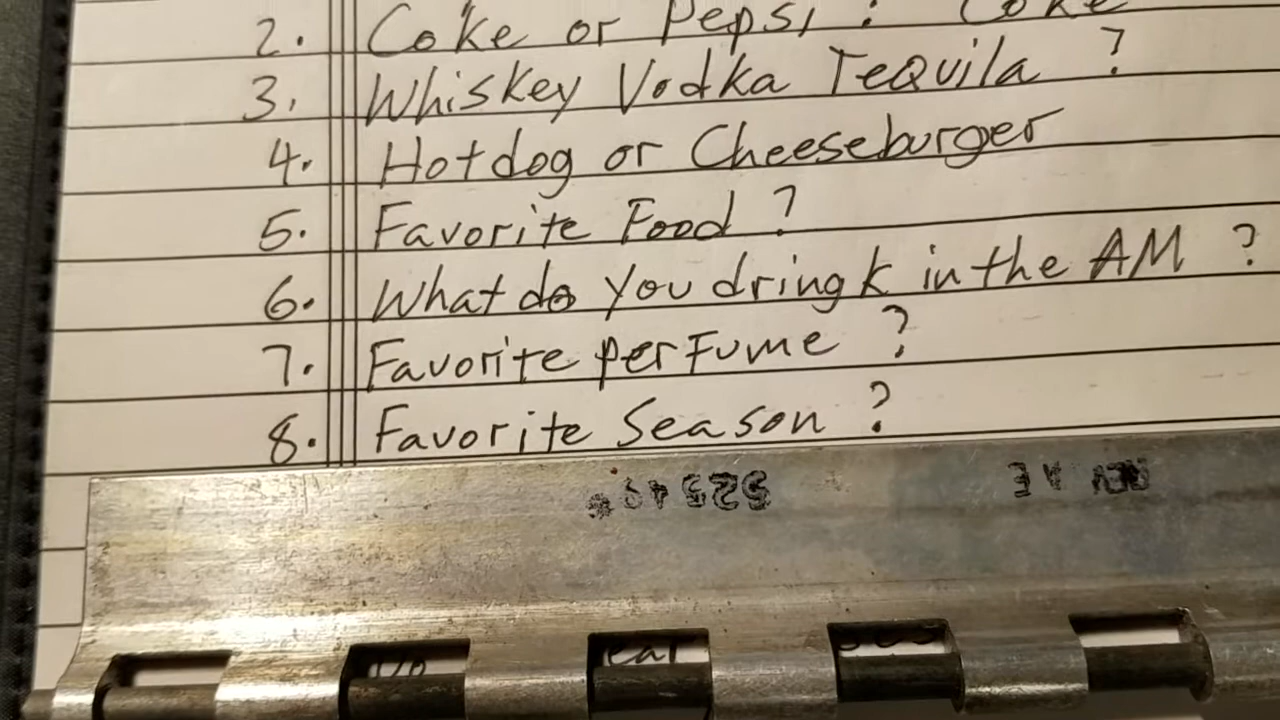 2. Coke or Pepsi ? Coke
3. Whiskey Vodka Tequila ?
4. Hotdog or Cheeseburger
5. Favorite Food ?
6. What do you dringk in the AM ?
7. Favorite perfume ?
8. Favorite Season ?